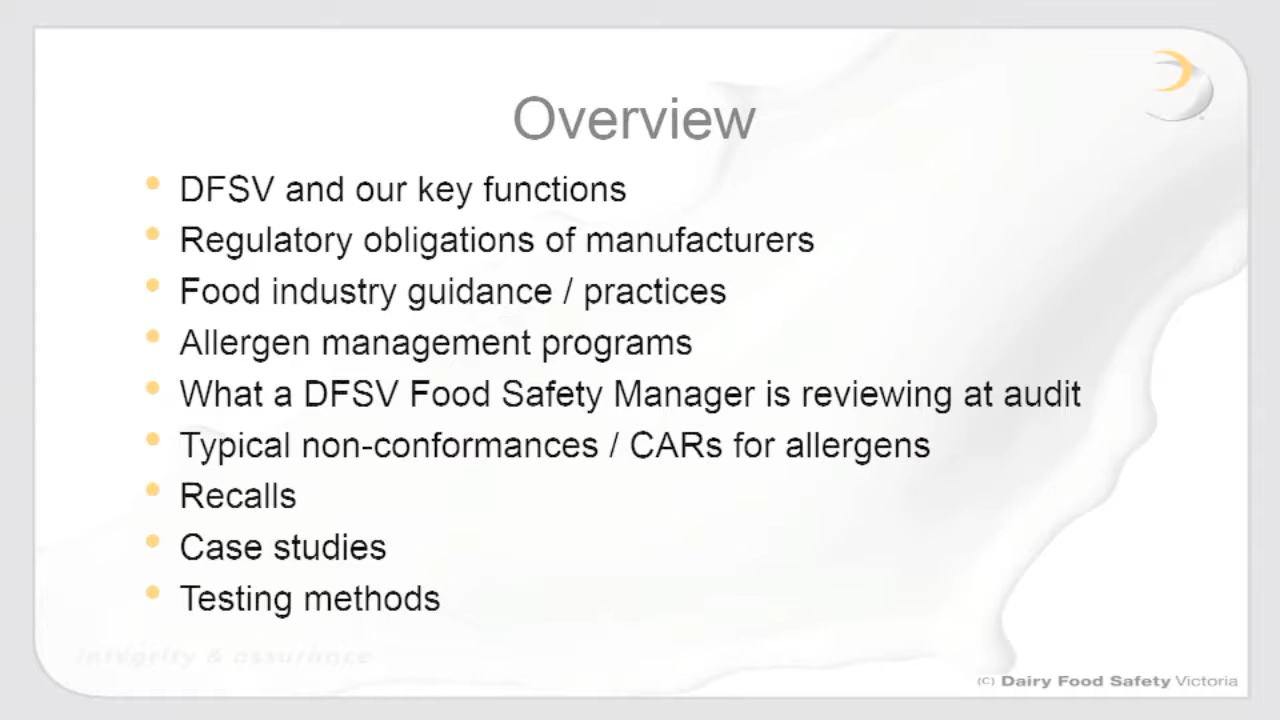 Overview
• DFSV and our key functions
• Regulatory obligations of manufacturers
• Food industry guidance / practices
• Allergen management programs
• What a DFSV Food Safety Manager is reviewing at audit
• Typical non-conformances / CARs for allergens
• Recalls
• Case studies
• Testing methods
integrity & assurance
(C) Dairy Food Safety Victoria